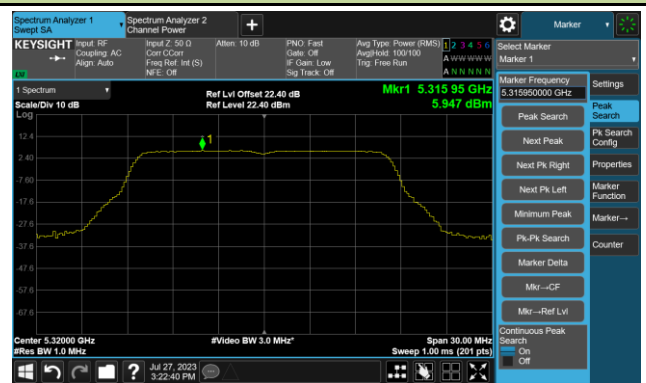 Spectrum Analyzer 1
Swept SA
Spectrum Analyzer 2
Channel Power
+
Marker
KEYSIGHT
Input: RF
Coupling: AC
Align: Auto
Input Z: 50 Ω
Corr CCorr
Freq Ref: Int (S)
NFE: Off
Atten: 10 dB
PNO: Fast
Gate: Off
IF Gain: Low
Sig Track: Off
Avg Type: Power (RMS)
Avg|Hold: 100/100
Trig: Free Run
1 2 3 4 5 6
A W W W W W
A N N N N N
LW
Select Marker
Marker 1
1 Spectrum
Scale/Div 10 dB
Log
Ref Lvl Offset 22.40 dB
Ref Level 22.40 dBm
Mkr1 5.315 95 GHz
5.947 dBm
1
12.4
2.40
-7.60
-17.6
-27.6
-37.6
-47.6
-57.6
-67.6
Center 5.32000 GHz
#Res BW 1.0 MHz
#Video BW 3.0 MHz*
Span 30.00 MHz
Sweep 1.00 ms (201 pts)
Marker Frequency
5.315950000 GHz
Peak Search
Next Peak
Next Pk Right
Next Pk Left
Minimum Peak
Pk-Pk Search
Marker Delta
Mkr→CF
Mkr→Ref Lvl
Continuous Peak
Search
On
Off
Settings
Peak
Search
Pk Search
Config
Properties
Marker
Function
Marker→
Counter
?
Jul 27, 2023
3:22:40 PM